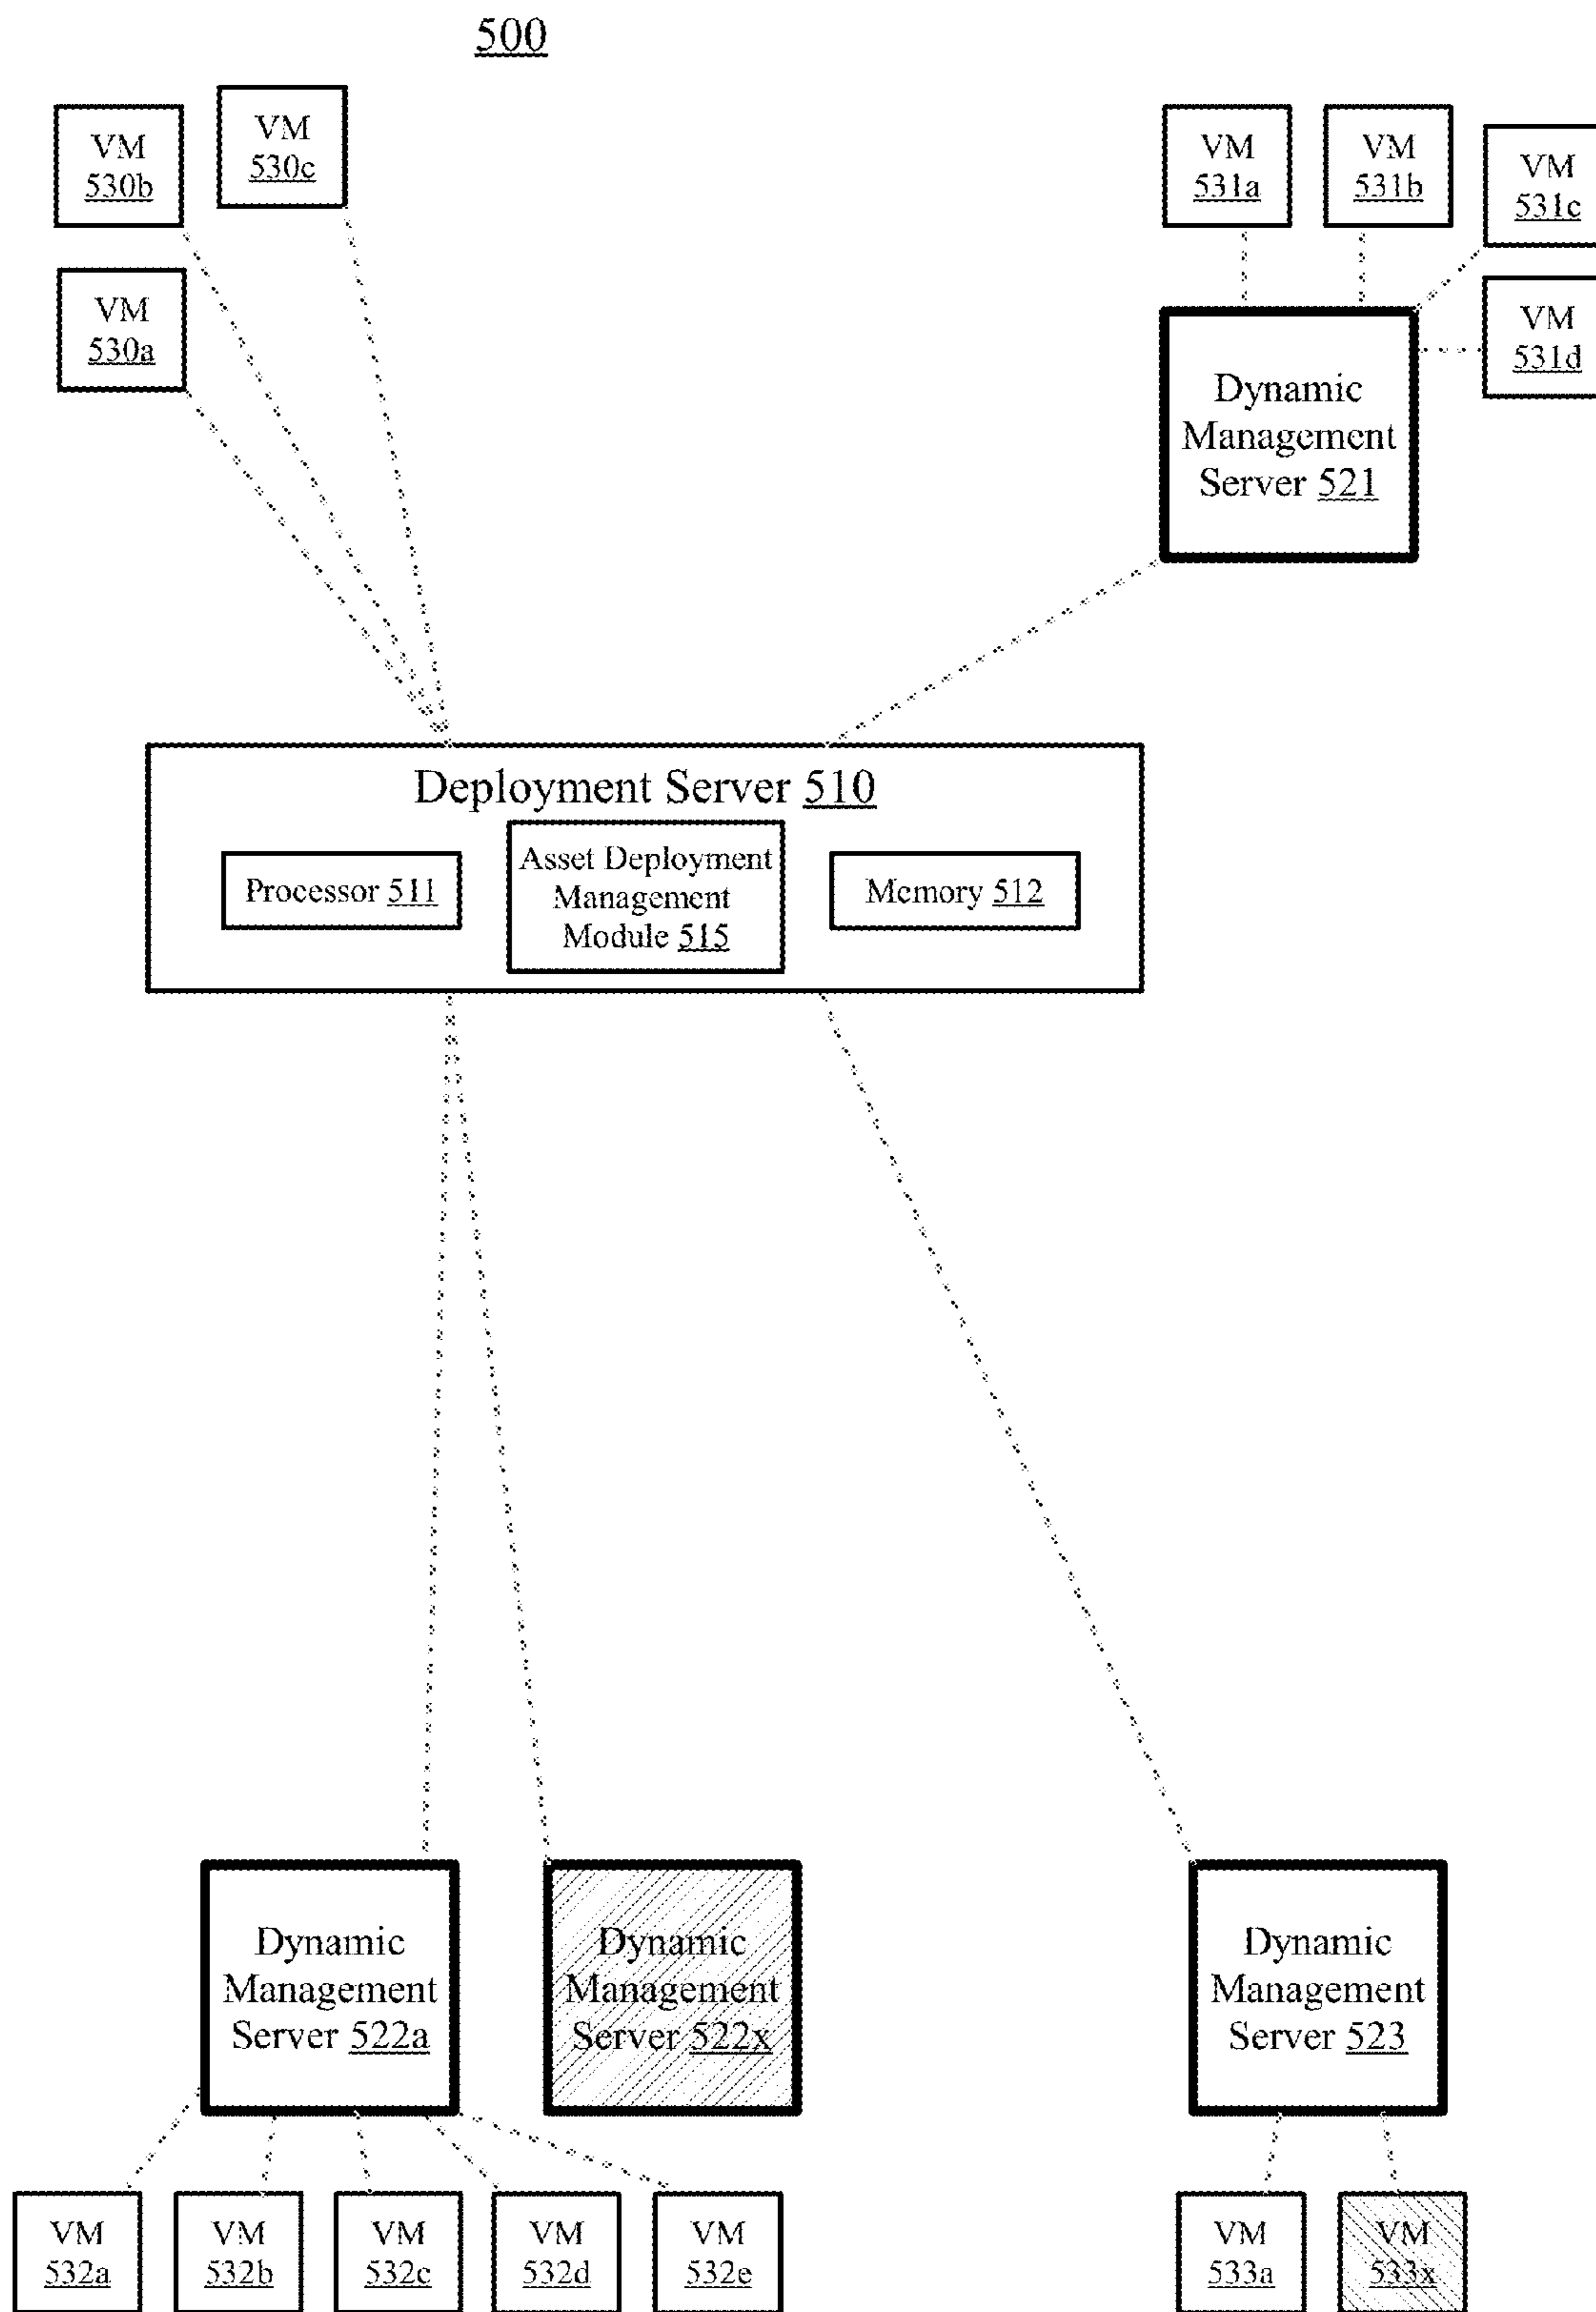 500
VM
530b
VM
530c
VM
530a
VM
531a
VM
531b
VM
531c
VM
531d
Dynamic
Management
Server 521
Deployment Server 510
Processor 511
Asset Deployment
Management
Module 515
Memory 512
Dynamic
Management
Server 522a
Dynamic
Management
Server 522x
Dynamic
Management
Server 523
VM
532a
VM
532b
VM
532c
VM
532d
VM
532e
VM
533a
VM
533x